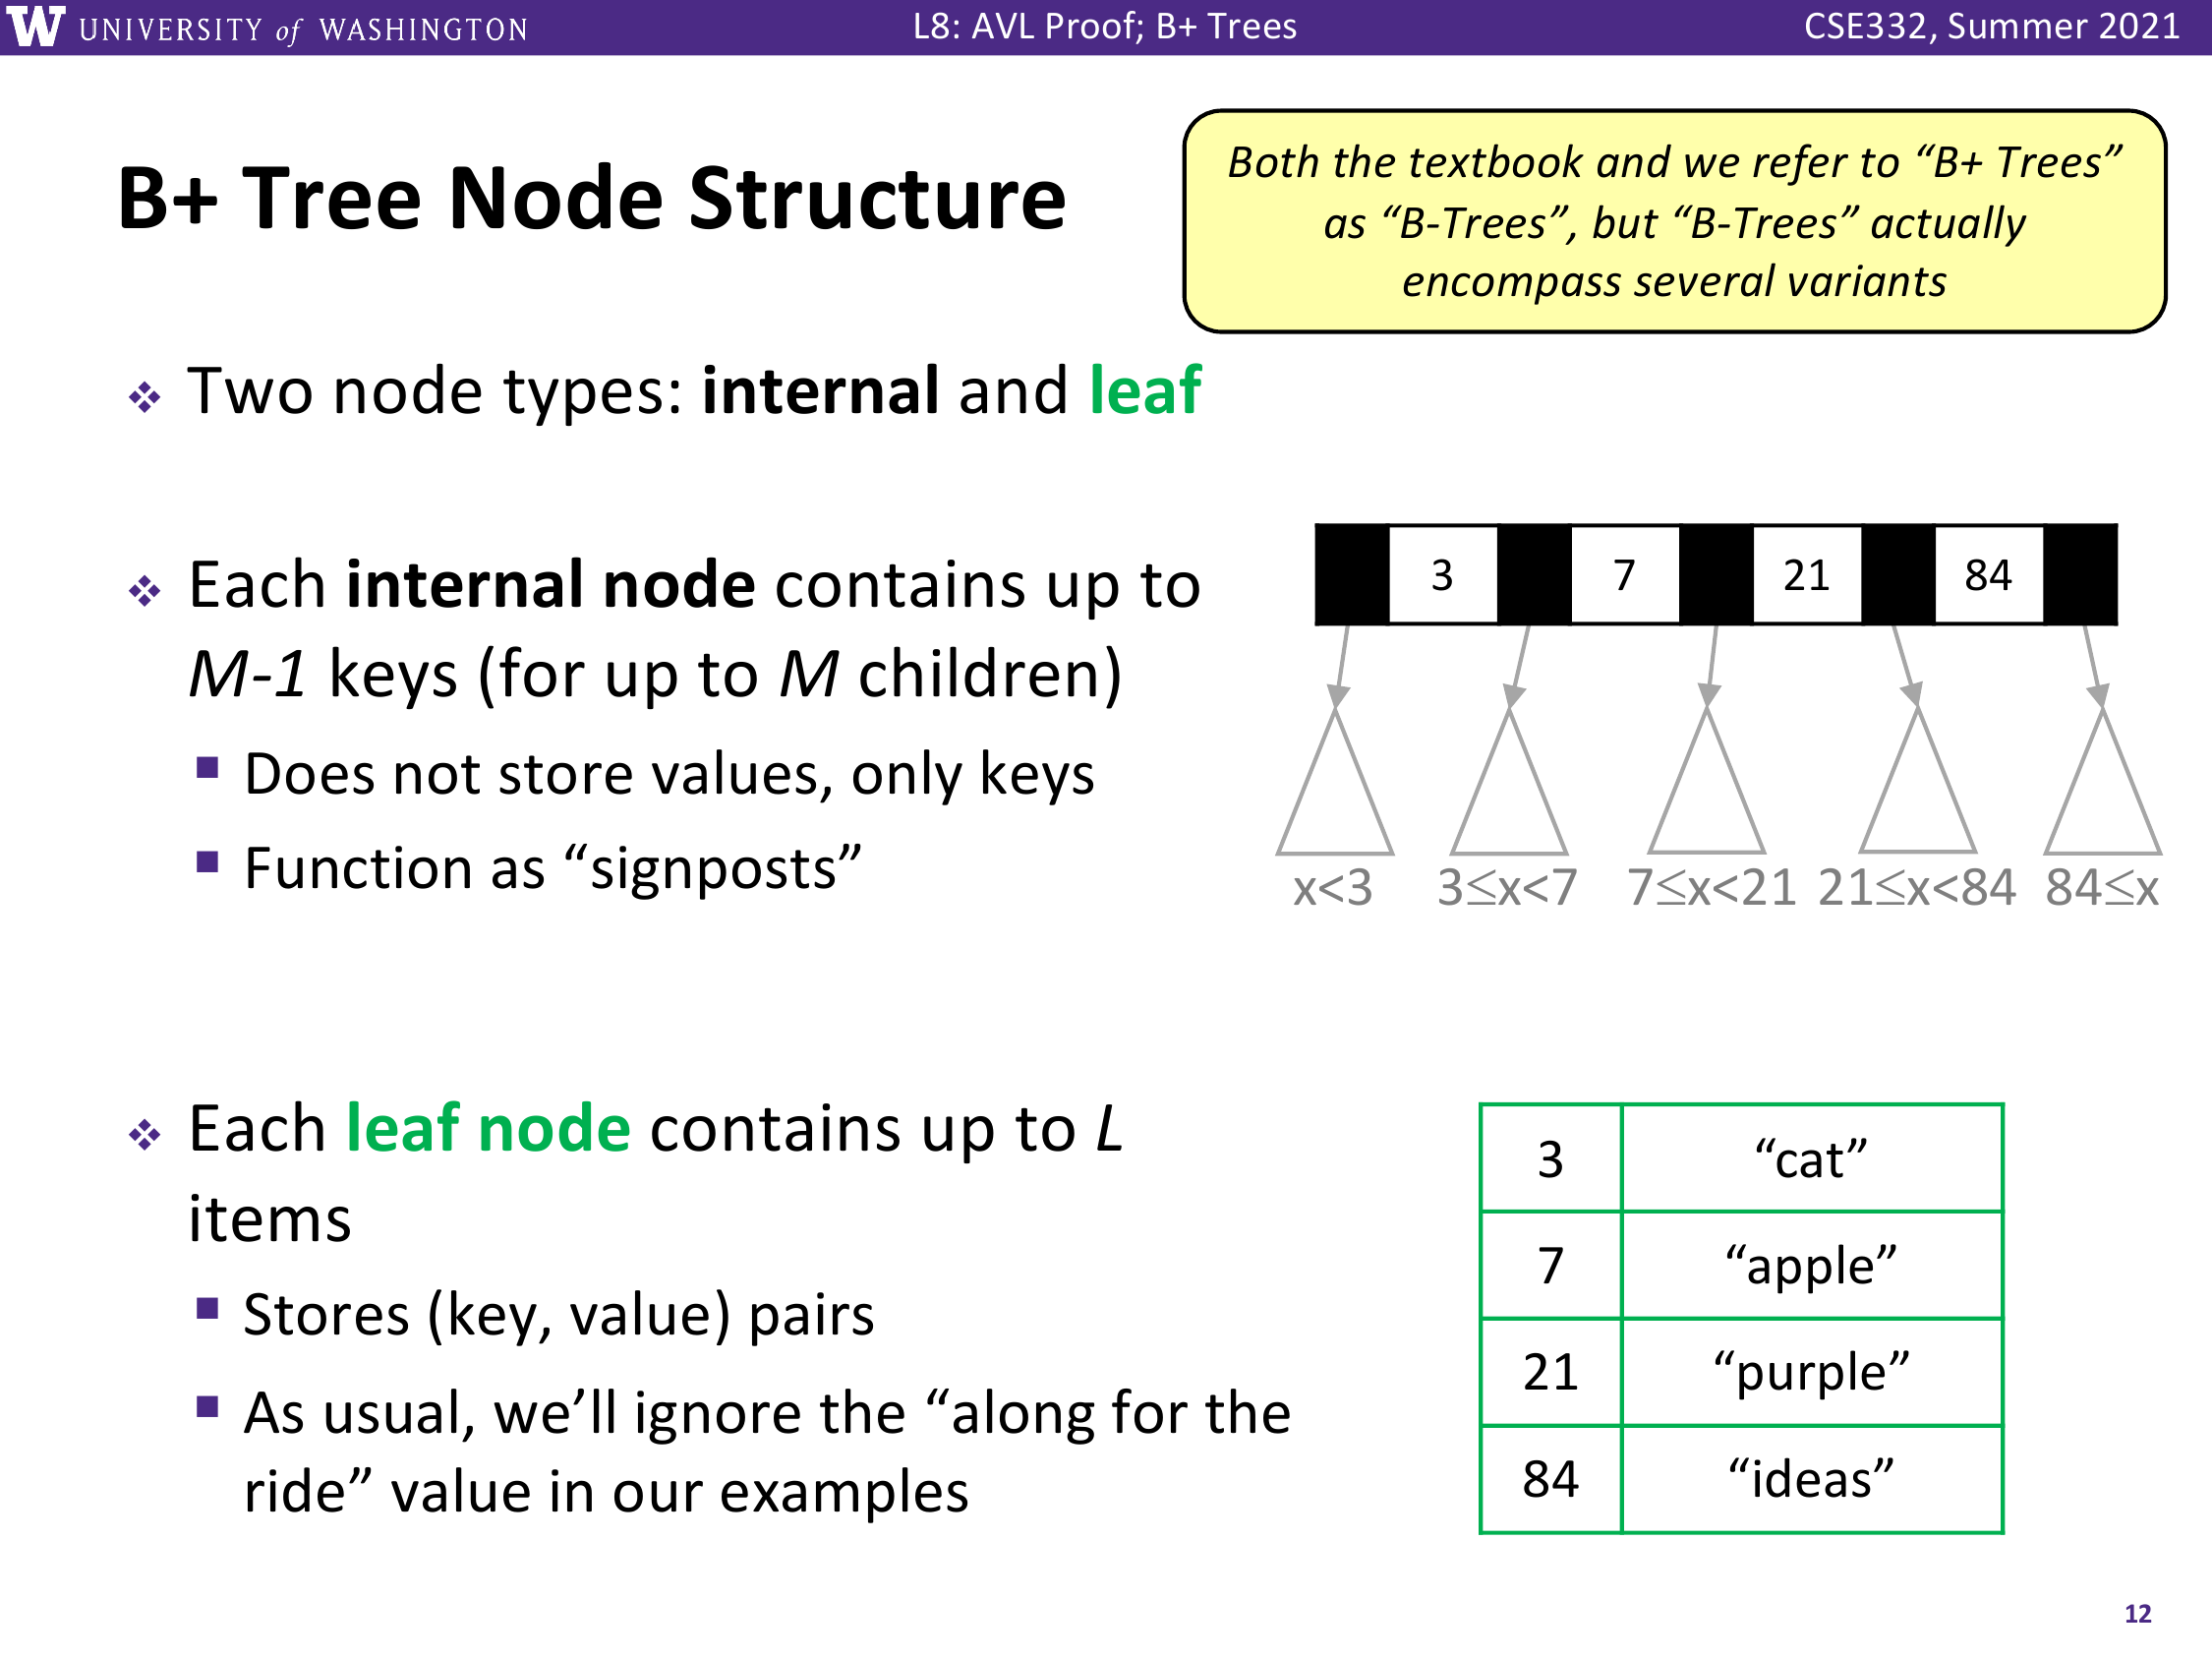 W UNIVERSITY of WASHINGTON
L8: AVL Proof; B+ Trees
CSE332, Summer 2021
B+ Tree Node Structure
Both the textbook and we refer to “B+ Trees”
as “B-Trees”, but “B-Trees” actually
encompass several variants
❖ Two node types: internal and leaf
❖ Each internal node contains up to
M-1 keys (for up to M children)
▪ Does not store values, only keys
▪ Function as “signposts”
3 7 21 84
x<3 3≤x<7 7≤x<21 21≤x<84 84≤x
❖ Each leaf node contains up to L
items
▪ Stores (key, value) pairs
▪ As usual, we’ll ignore the “along for the
ride” value in our examples
3 “cat”
7 “apple”
21 “purple”
84 “ideas”
12